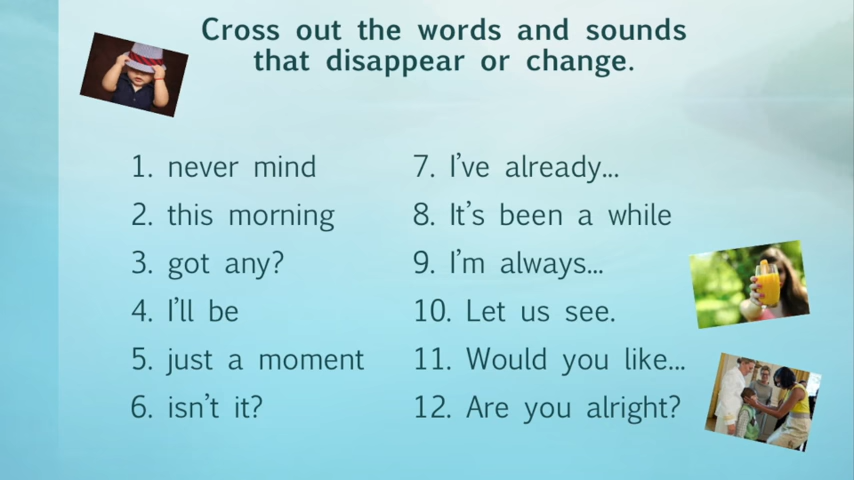 Cross out the words and sounds
that disappear or change.
1. never mind
2. this morning
3. got any?
4. I'll be
5. just a moment
6. isn't it?
7. I've already...
8. It's been a while
9. I'm always...
10. Let us see.
11. Would you like...
12. Are you alright?